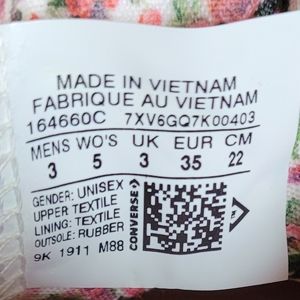 MADE IN VIETNAM
FABRIQUE AU VIETNAM
164660C 7XV6GQ7K00403
MENS WO'S UK EUR CM
3 5 3 35 22
GENDER: UNISEX
UPPER TEXTILE
LINING: TEXTILE
OUTSOLE: RUBBER
9K 1911 M88
CONVERSE